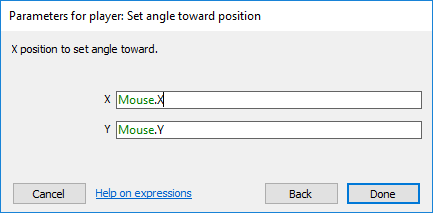 Parameters for player: Set angle toward position
X position to set angle toward.
X Mouse.X
Y Mouse.Y
Cancel Help on expressions Back Done